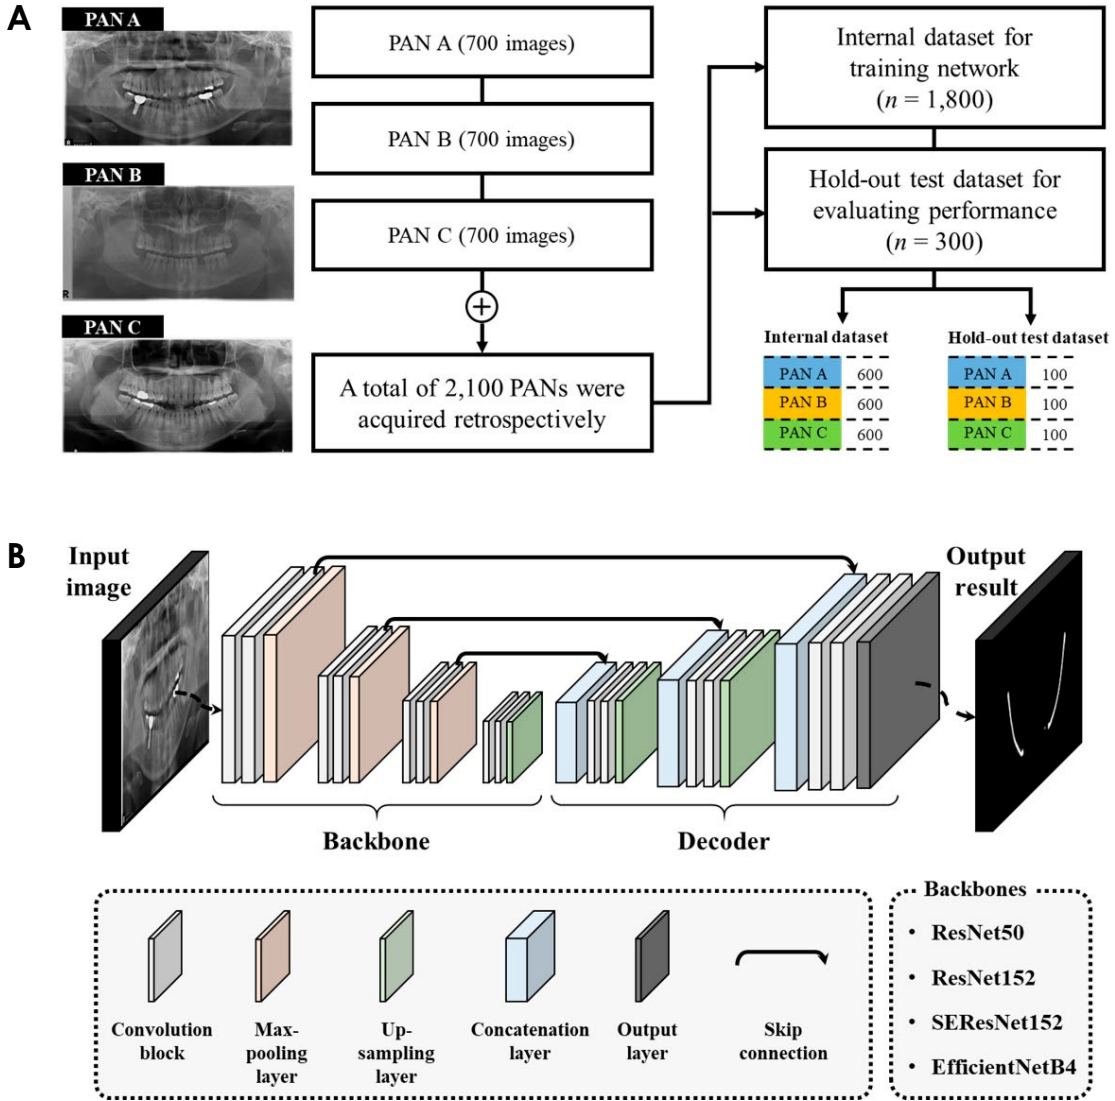 A
PAN A
PAN B
R
PAN C
PAN A (700 images)
PAN B (700 images)
PAN C (700 images)
+
A total of 2,100 PANs were
acquired retrospectively
Internal dataset for
training network
(n = 1,800)
Hold-out test dataset for
evaluating performance
(n = 300)
Internal dataset
PAN A 600
PAN B 600
PAN C 600
Hold-out test dataset
PAN A 100
PAN B 100
PAN C 100
B
Input
image
Output
result
Backbone
Decoder
Convolution
block
Max-
pooling
layer
Up-
sampling
layer
Concatenation
layer
Output
layer
Skip
connection
Backbones
• ResNet50
• ResNet152
• SEResNet152
• EfficientNetB4